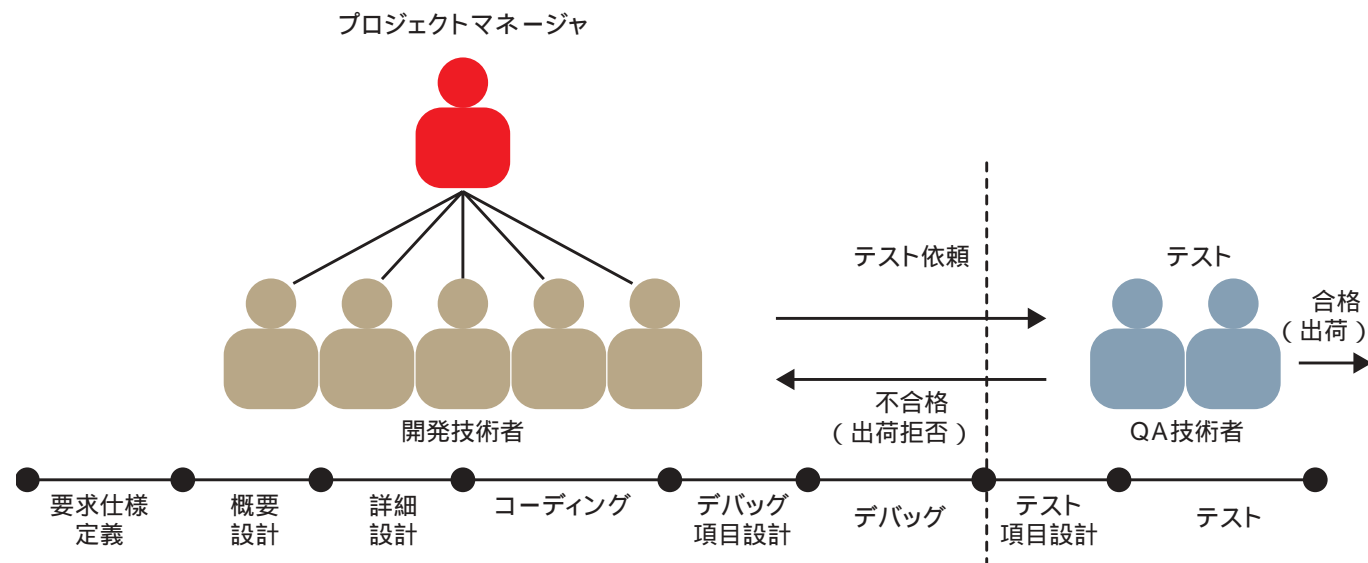 プロジェクトマネージャ
テスト依頼
テスト
合格
(出荷)
不合格
(出荷拒否)
開発技術者
QA技術者
要求仕様
定義
概要
設計
詳細
設計
コーディング
デバッグ
項目設計
デバッグ
テスト
項目設計
テスト